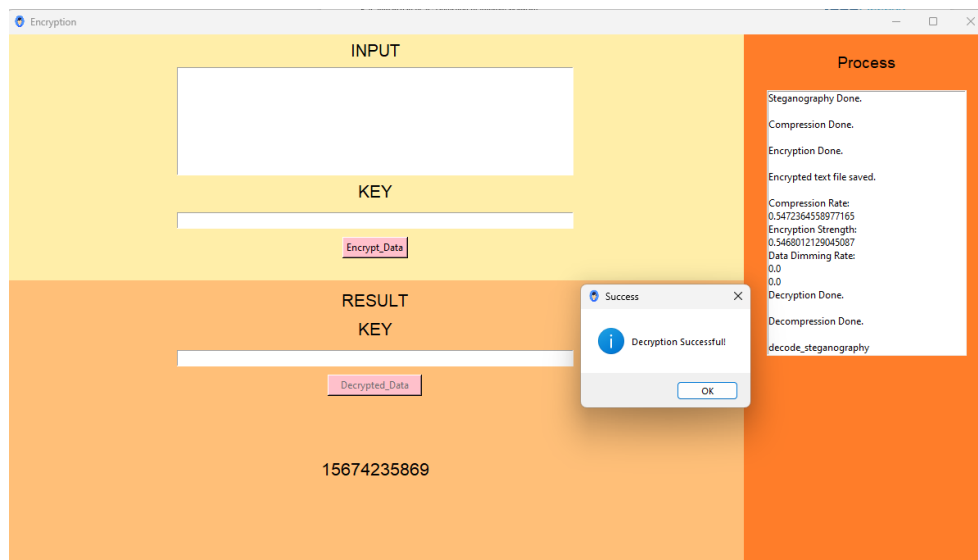 Encryption
INPUT
KEY
Encrypt_Data
RESULT
KEY
Decrypted_Data
15674235869
Success
Decryption Successful!
OK
Process
Steganography Done.
Compression Done.
Encryption Done.
Encrypted text file saved.
Compression Rate:
0.5472364558977165
Encryption Strength:
0.5468012129045087
Data Dimming Rate:
0.0
0.0
Decryption Done.
Decompression Done.
decode_steganography